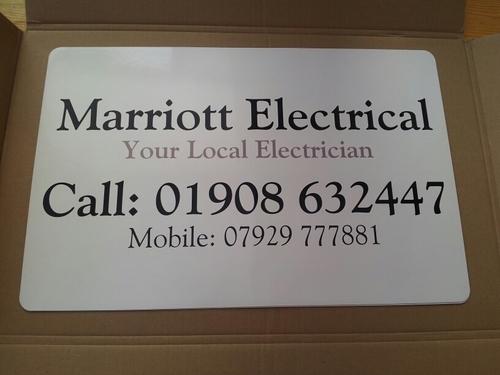 Marriott Electrical
Your Local Electrician
Call: 01908 632447
Mobile: 07929 777881